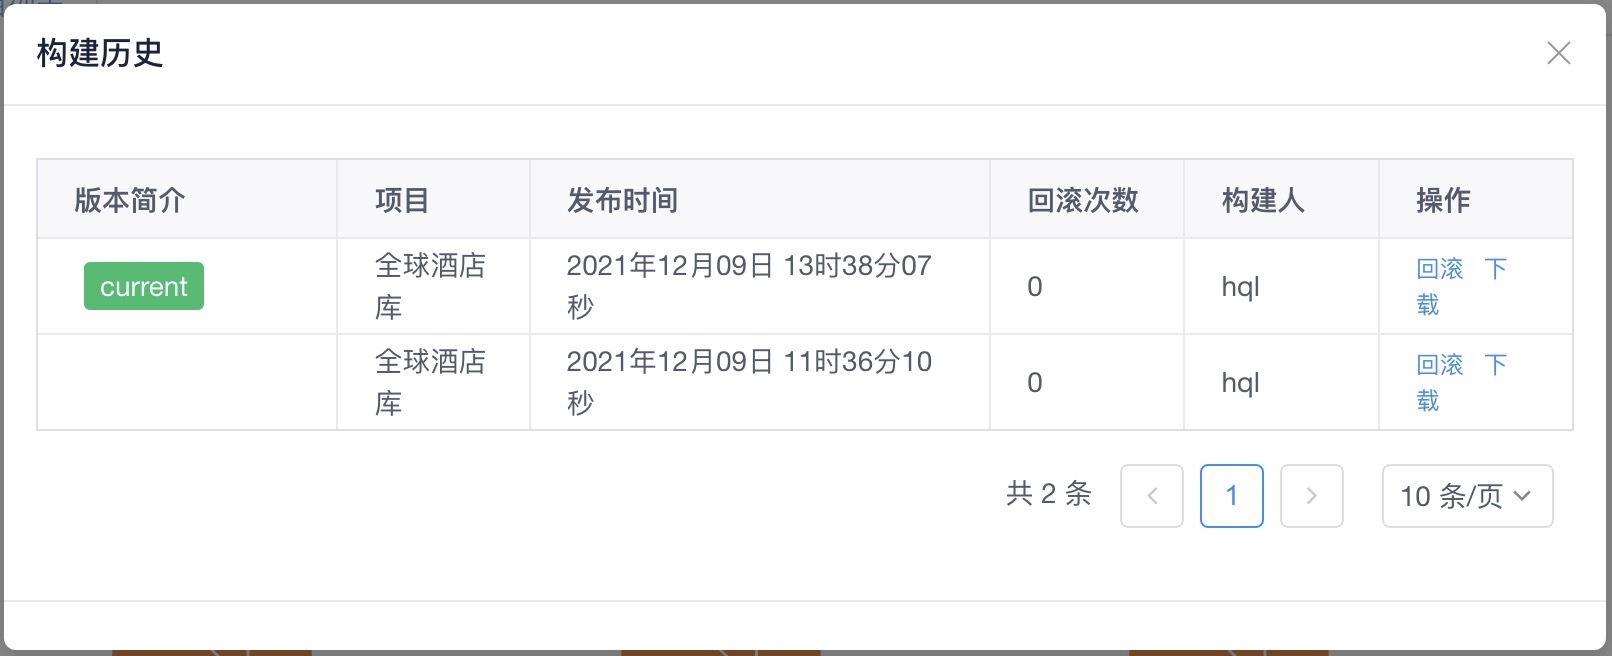 构建历史
版本简介 项目 发布时间 回滚次数 构建人 操作
current 全球酒店库 2021年12月09日 13时38分07秒 0 hql 回滚 下载
全球酒店库 2021年12月09日 11时36分10秒 0 hql 回滚 下载
共 2 条 1 10 条/页